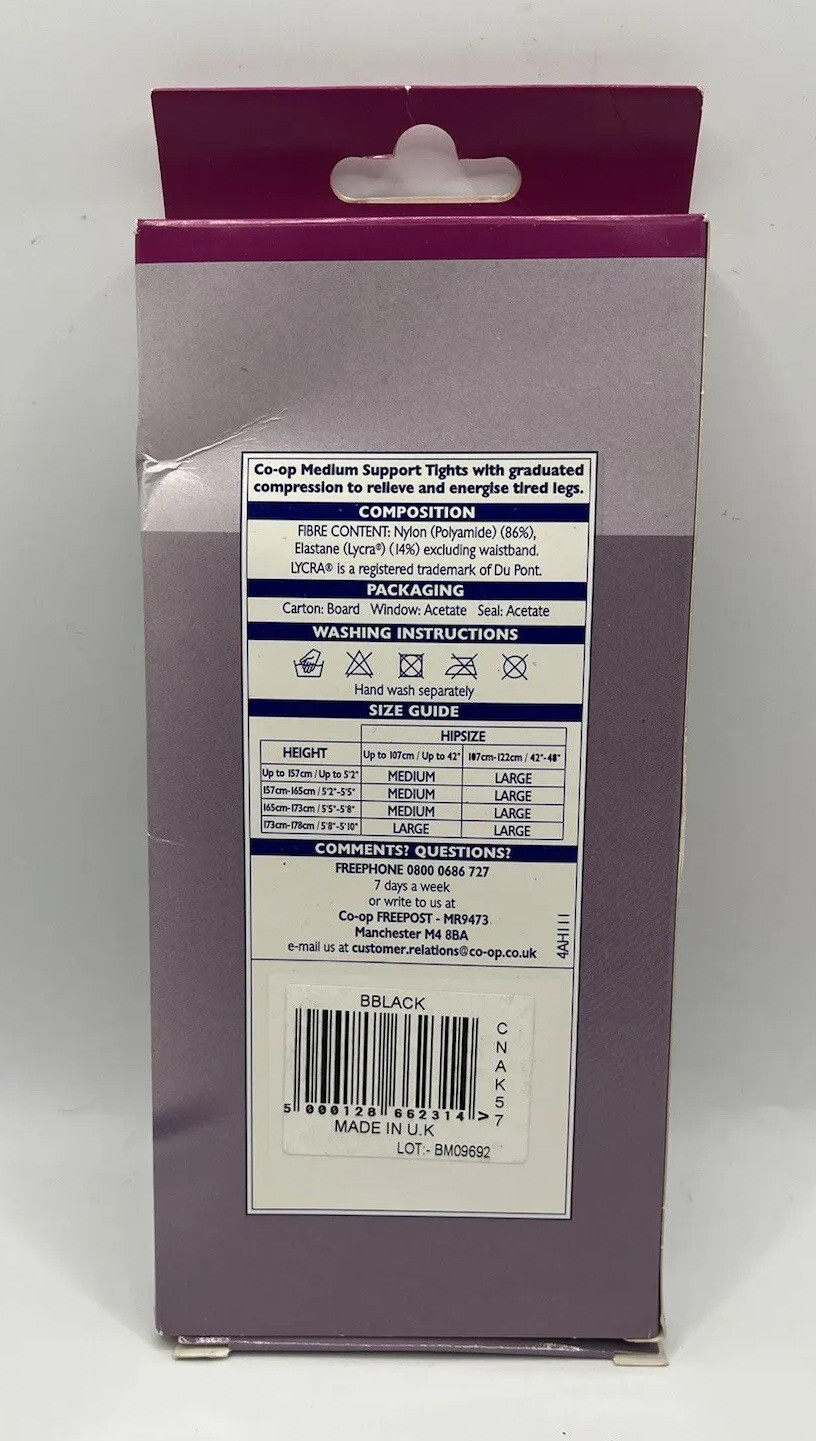 Co-op Medium Support Tights with graduated
compression to relieve and energise tired legs.
COMPOSITION
FIBRE CONTENT: Nylon (Polyamide) (86%),
Elastane (Lycra®) (14%) excluding waistband.
LYCRA® is a registered trademark of Du Pont.
PACKAGING
Carton: Board Window: Acetate Seal: Acetate
WASHING INSTRUCTIONS
Hand wash separately
SIZE GUIDE
HIPSIZE
HEIGHT Up to 107cm / Up to 42" 107cm-122cm / 42"-48"
Up to 157cm / Up to 5'2" MEDIUM LARGE
157cm-165cm / 5'2"-5'5" MEDIUM LARGE
165cm-173cm / 5'5"-5'8" MEDIUM LARGE
173cm-178cm / 5'8"-5'10" LARGE LARGE
COMMENTS? QUESTIONS?
FREEPHONE 0800 0686 727
7 days a week
or write to us at
Co-op FREEPOST - MR9473
Manchester M4 8BA
e-mail us at customer.relations@co-op.co.uk
4AH111
BBLACK
CNAK57
5 000128 662314 >
MADE IN U.K
LOT:- BM09692